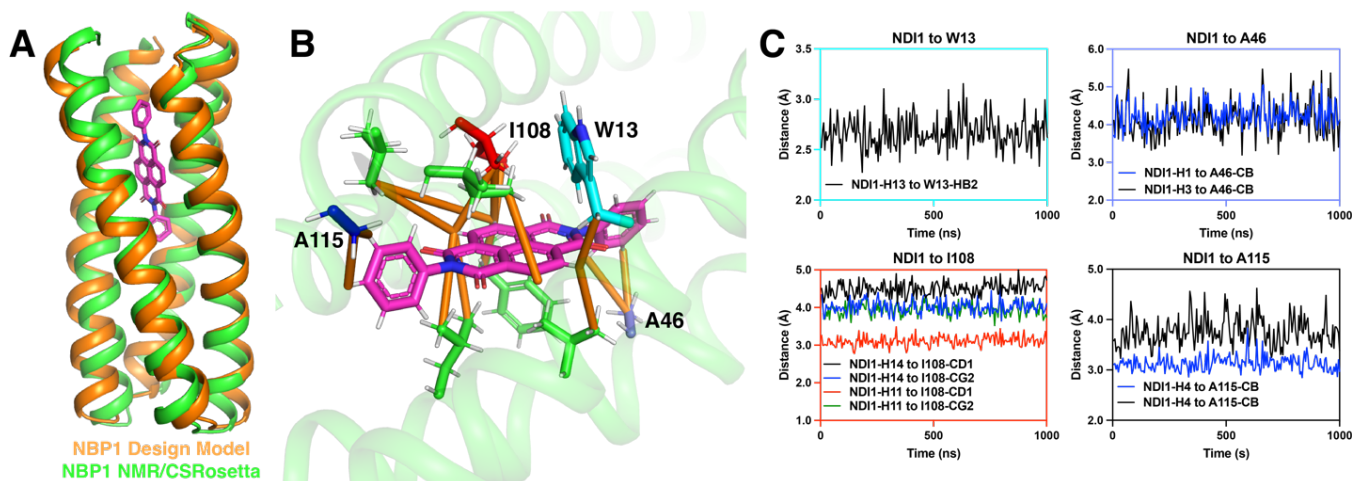 A
NBP1 Design Model
NBP1 NMR/CSRosetta
B
I108
W13
A115
A46
C
NDI1 to W13
Distance (Å)
3.5
3.0
2.5
2.0
NDI1-H13 to W13-HB2
0
500
1000
Time (ns)
NDI1 to A46
Distance (Å)
6.0
5.0
4.0
3.0
2.0
NDI1-H1 to A46-CB
NDI1-H3 to A46-CB
0
500
1000
Time (ns)
NDI1 to I108
Distance (Å)
5.0
4.0
3.0
2.0
1.0
NDI1-H14 to I108-CD1
NDI1-H14 to I108-CG2
NDI1-H11 to I108-CD1
NDI1-H11 to I108-CG2
0
500
1000
Time (ns)
NDI1 to A115
Distance (Å)
5.0
4.0
3.0
2.0
NDI1-H4 to A115-CB
NDI1-H4 to A115-CB
0
500
1000
Time (s)